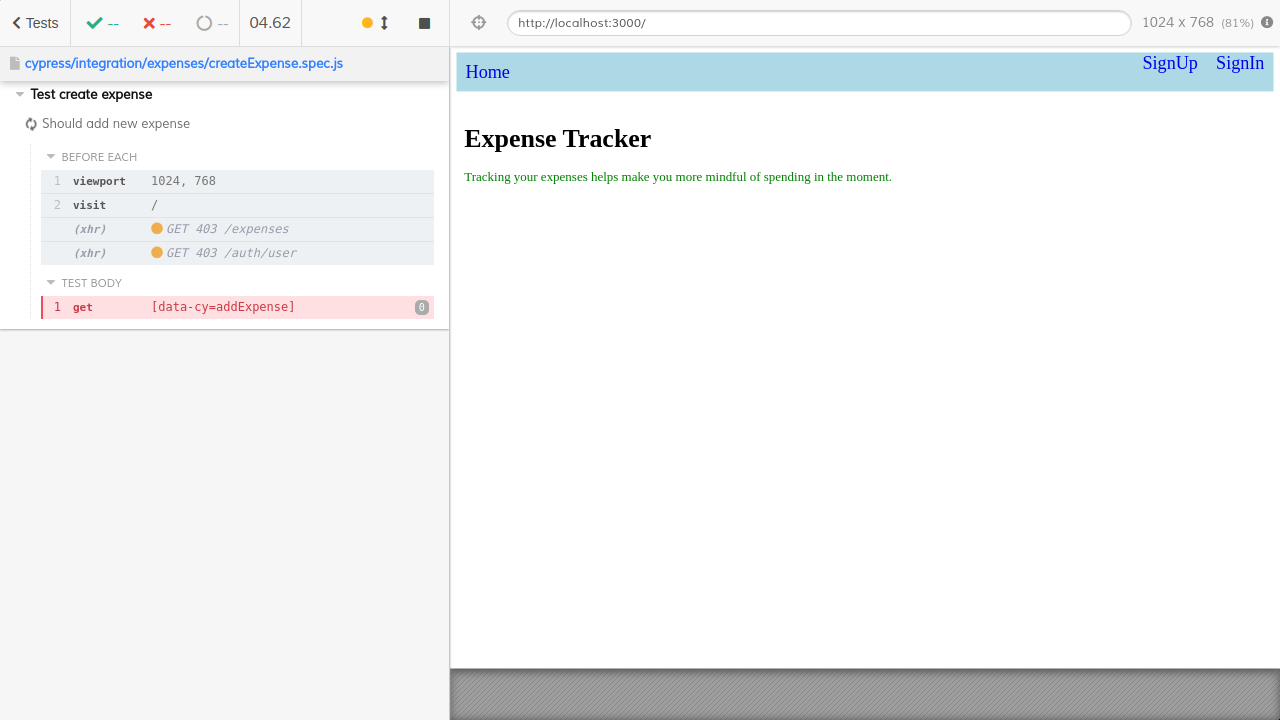 Tests -- -- -- 04.62
cypress/integration/expenses/createExpense.spec.js
Test create expense
Should add new expense
BEFORE EACH
1 viewport 1024, 768
2 visit /
(xhr) GET 403 /expenses
(xhr) GET 403 /auth/user
TEST BODY
1 get [data-cy=addExpense] 0
http://localhost:3000/ 1024 x 768 (81%)
Home SignUp SignIn
Expense Tracker
Tracking your expenses helps make you more mindful of spending in the moment.